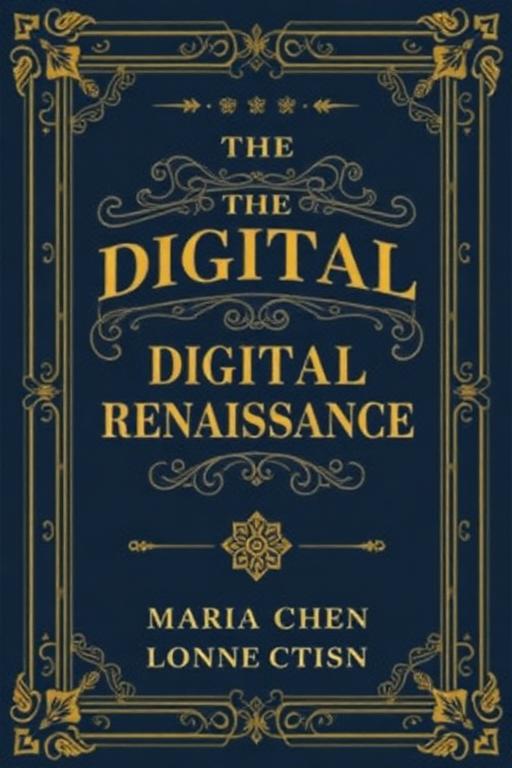 THE
THE
DIGITAL
DIGITAL
RENAISSANCE
MARIA CHEN
LONNE CTISN